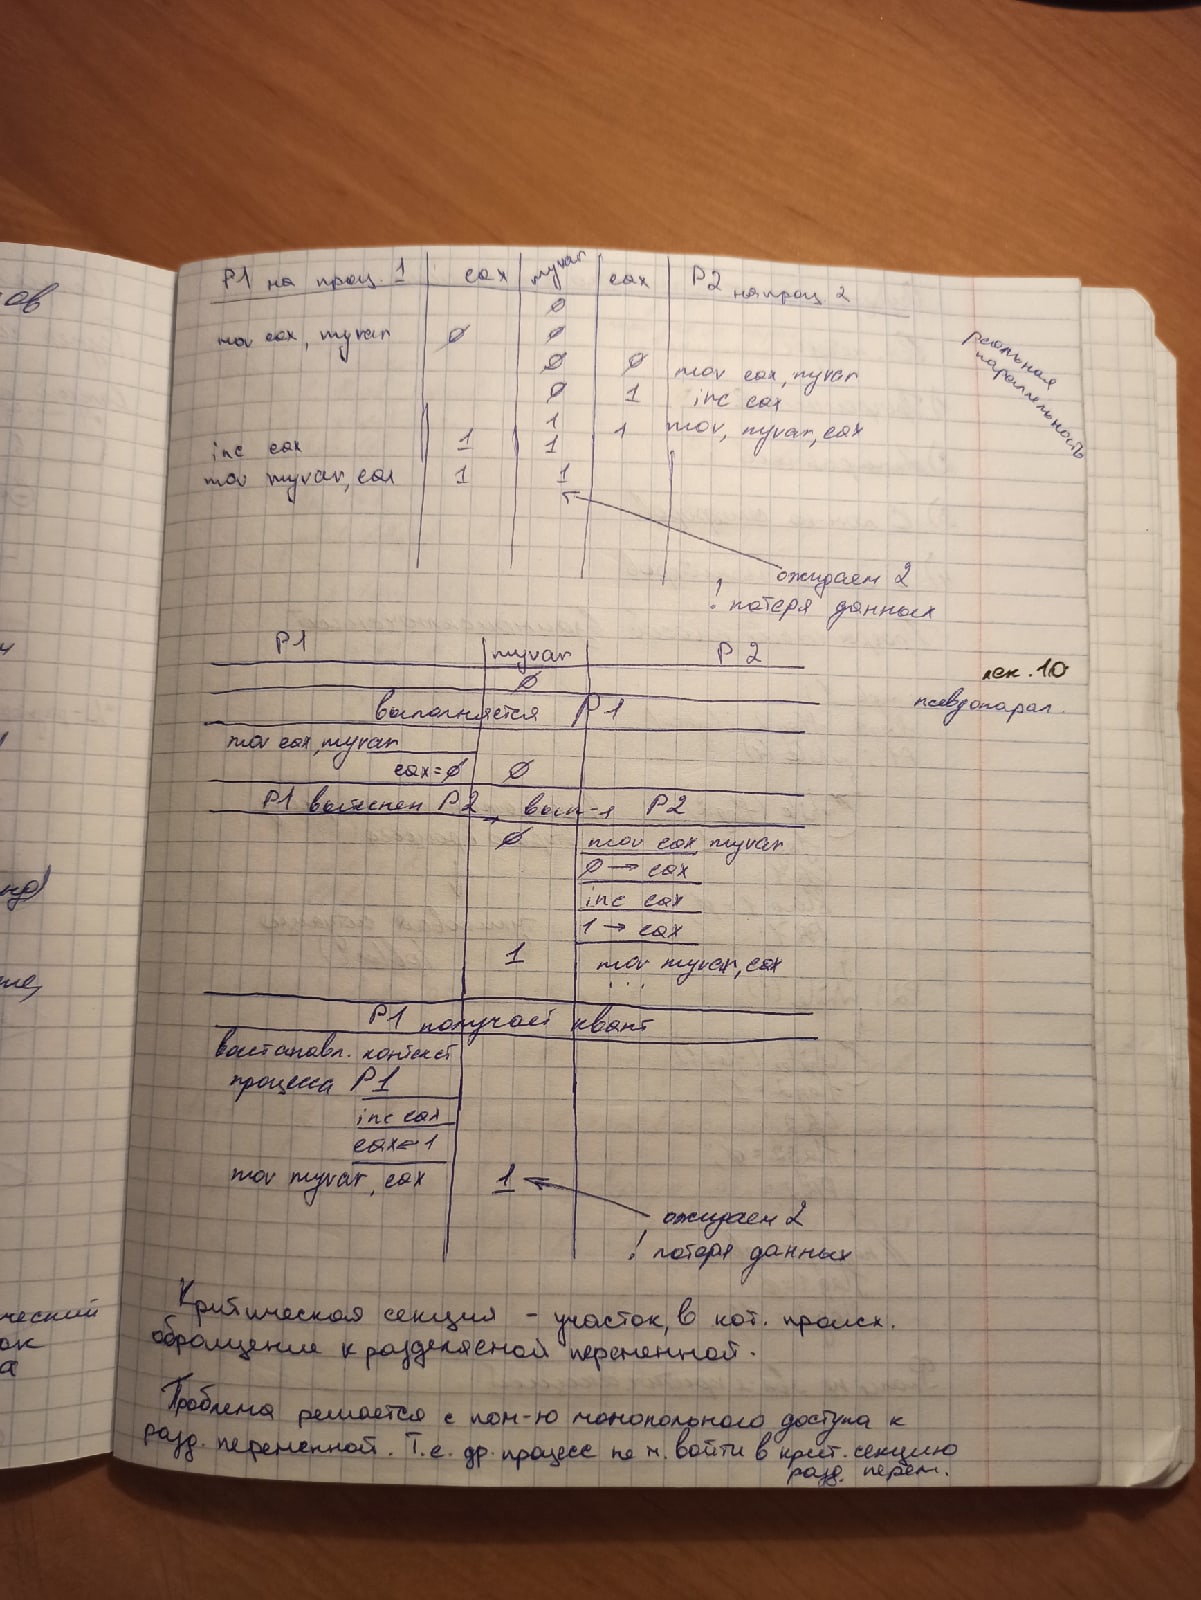 P1 на проц. 1 | eax | myvar | eax | P2 на проц 2
∅
mov eax, myvar ∅ ∅
∅ ∅ mov eax, myvar
∅ 1 inc eax
1 1 mov, myvar, eax
inc eax 1 1
mov myvar, eax 1 1
реальная
параллельность
ожидаем 2
! потеря данных
P1 | myvar | P2
лек. 10
∅
псевдопарал.
выполняется P1
mov eax, myvar
eax=∅ ∅
P1 вытеснен P2, вып-я P2
∅ mov eax myvar
∅ → eax
inc eax
1 → eax
1 mov myvar, eax
...
P1 получает квант
восстанавл. контекст
процесса P1
inc eax
eax=1
mov myvar, eax 1
ожидаем 2
! потеря данных
Критическая секция - участок, в кот. происх.
обращение к разделяемой переменной.
Проблема решается с пом-ю монопольного доступа к
разд. переменной. Т.е. др. процесс не м. войти в крит. секцию
разд. перем.